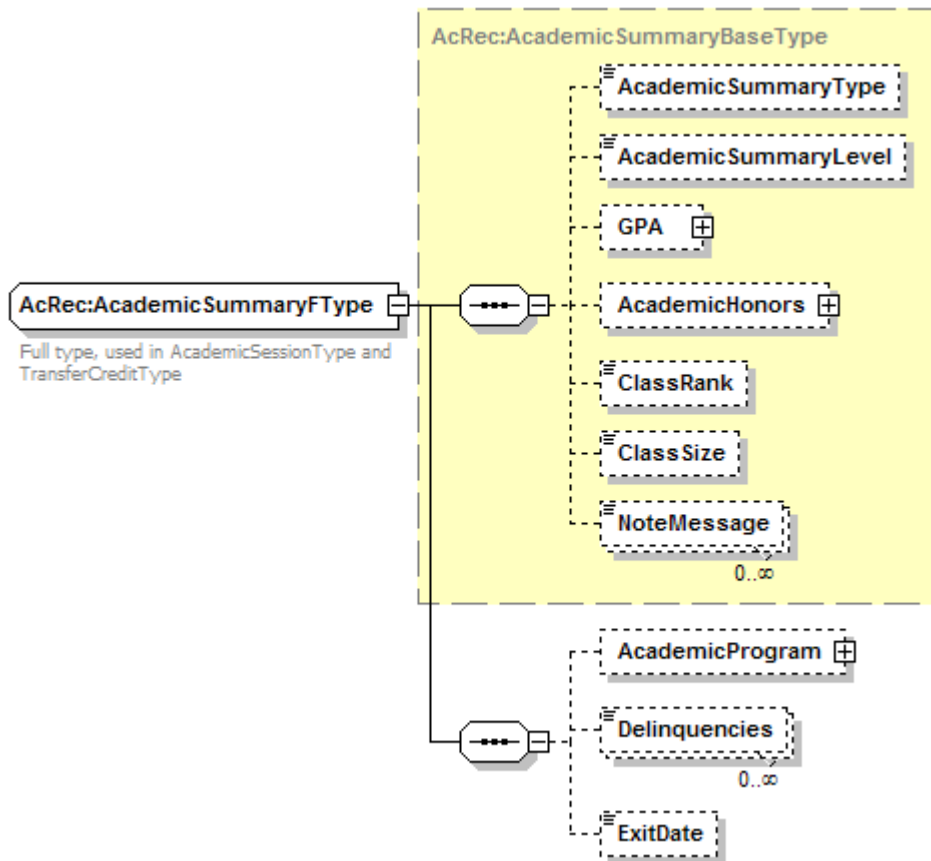 AcRec:AcademicSummaryBaseType
AcademicSummaryType
AcademicSummaryLevel
GPA
AcRec:AcademicSummaryFType
AcademicHonors
Full type, used in AcademicSessionType and
TransferCreditType
ClassRank
ClassSize
NoteMessage
0..∞
AcademicProgram
Delinquencies
0..∞
ExitDate